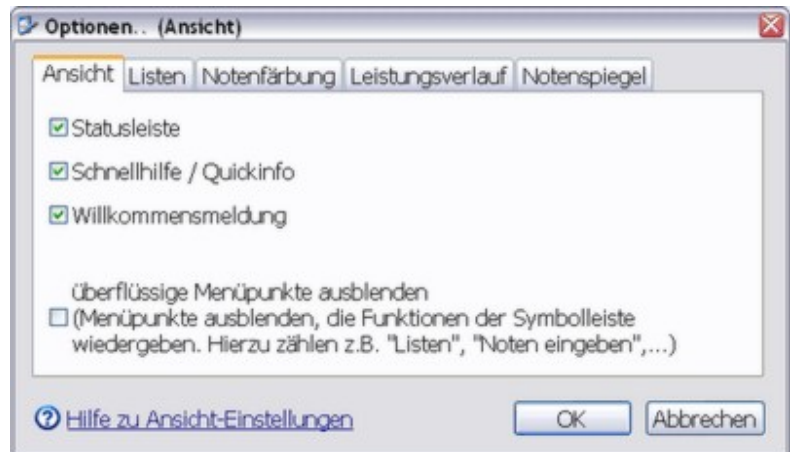 Optionen.. (Ansicht)
Ansicht Listen Notenfärbung Leistungsverlauf Notenspiegel
Statusleiste
Schnellhilfe / Quickinfo
Willkommensmeldung
überflüssige Menüpunkte ausblenden
(Menüpunkte ausblenden, die Funktionen der Symbolleiste
wiedergeben. Hierzu zählen z.B. "Listen", "Noten eingeben",...)
Hilfe zu Ansicht-Einstellungen OK Abbrechen